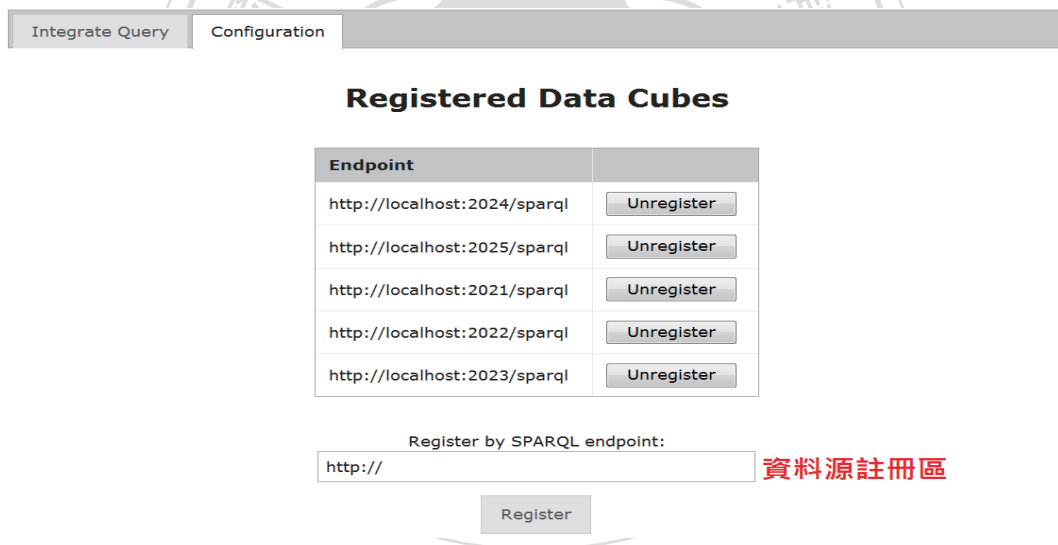 Integrate Query Configuration
Registered Data Cubes
Endpoint
http://localhost:2024/sparql Unregister
http://localhost:2025/sparql Unregister
http://localhost:2021/sparql Unregister
http://localhost:2022/sparql Unregister
http://localhost:2023/sparql Unregister
Register by SPARQL endpoint:
http:// 資料源註冊區
Register